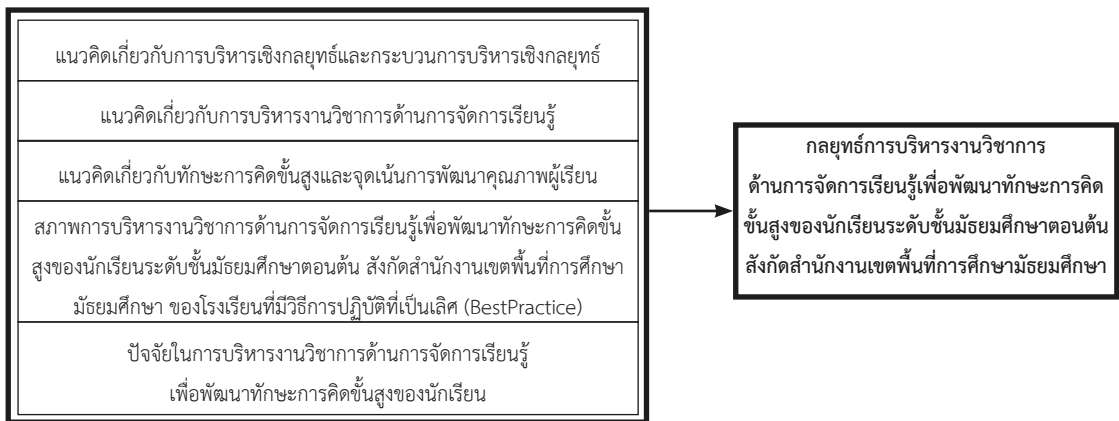 แนวคิดเกี่ยวกับการบริหารเชิงกลยุทธ์และกระบวนการบริหารเชิงกลยุทธ์
แนวคิดเกี่ยวกับการบริหารงานวิชาการด้านการจัดการเรียนรู้
แนวคิดเกี่ยวกับทักษะการคิดขั้นสูงและจุดเน้นการพัฒนาคุณภาพผู้เรียน
สภาพการบริหารงานวิชาการด้านการจัดการเรียนรู้เพื่อพัฒนาทักษะการคิดขั้น
สูงของนักเรียนระดับชั้นมัธยมศึกษาตอนต้น สังกัดสำนักงานเขตพื้นที่การศึกษา
มัธยมศึกษา ของโรงเรียนที่มีวิธีการปฏิบัติที่เป็นเลิศ (BestPractice)
ปัจจัยในการบริหารงานวิชาการด้านการจัดการเรียนรู้
เพื่อพัฒนาทักษะการคิดขั้นสูงของนักเรียน
กลยุทธ์การบริหารงานวิชาการ
ด้านการจัดการเรียนรู้เพื่อพัฒนาทักษะการคิด
ขั้นสูงของนักเรียนระดับชั้นมัธยมศึกษาตอนต้น
สังกัดสำนักงานเขตพื้นที่การศึกษามัธยมศึกษา